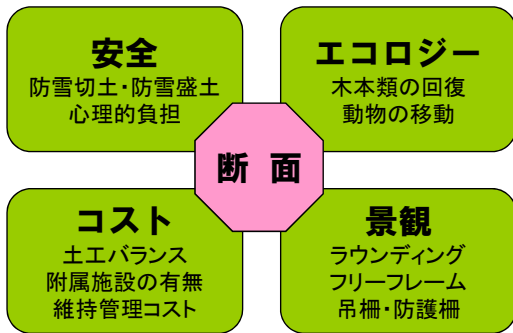 安全
防雪切土・防雪盛土
心理的負担
エコロジー
木本類の回復
動物の移動
断 面
コスト
土工バランス
附属施設の有無
維持管理コスト
景観
ラウンディング
フリーフレーム
吊柵・防護柵